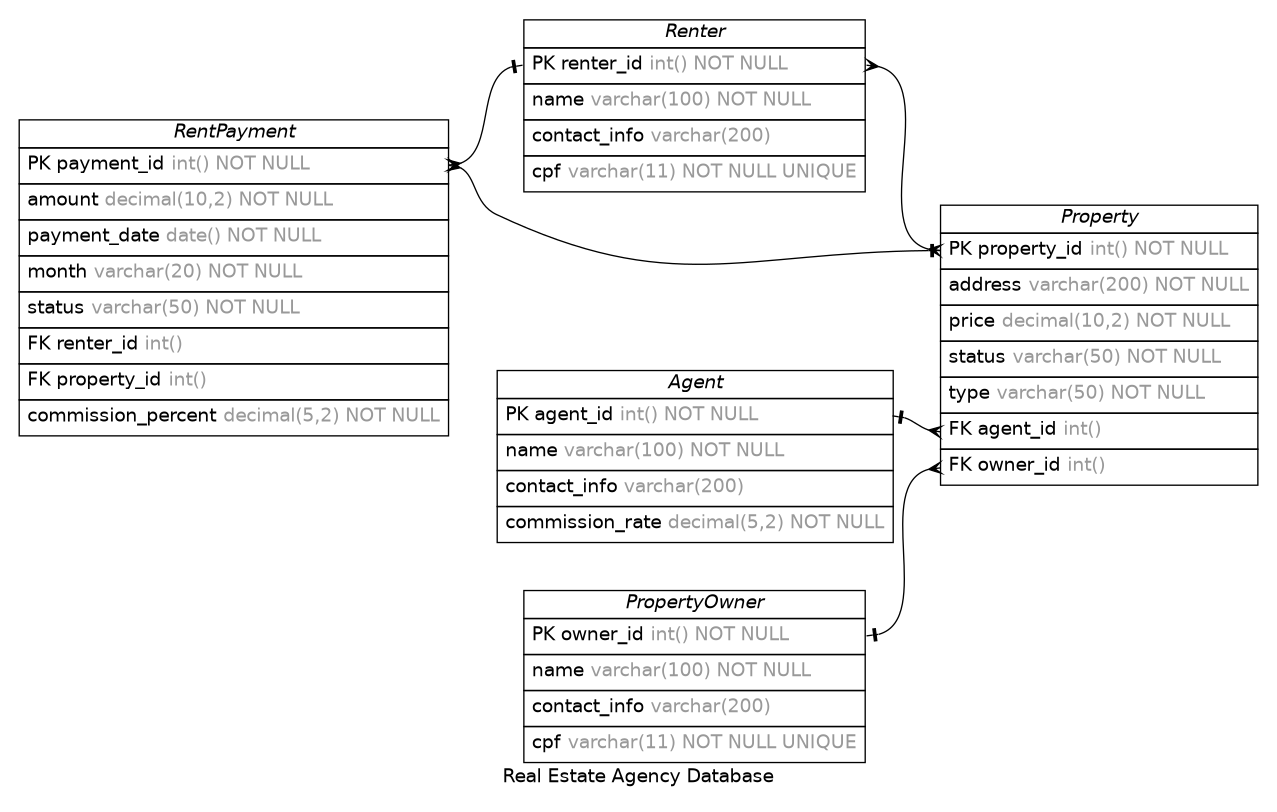 Renter
PK renter_id int() NOT NULL
name varchar(100) NOT NULL
contact_info varchar(200)
cpf varchar(11) NOT NULL UNIQUE
RentPayment
PK payment_id int() NOT NULL
amount decimal(10,2) NOT NULL
payment_date date() NOT NULL
month varchar(20) NOT NULL
status varchar(50) NOT NULL
FK renter_id int()
FK property_id int()
commission_percent decimal(5,2) NOT NULL
Property
PK property_id int() NOT NULL
address varchar(200) NOT NULL
price decimal(10,2) NOT NULL
status varchar(50) NOT NULL
type varchar(50) NOT NULL
FK agent_id int()
FK owner_id int()
Agent
PK agent_id int() NOT NULL
name varchar(100) NOT NULL
contact_info varchar(200)
commission_rate decimal(5,2) NOT NULL
PropertyOwner
PK owner_id int() NOT NULL
name varchar(100) NOT NULL
contact_info varchar(200)
cpf varchar(11) NOT NULL UNIQUE
Real Estate Agency Database